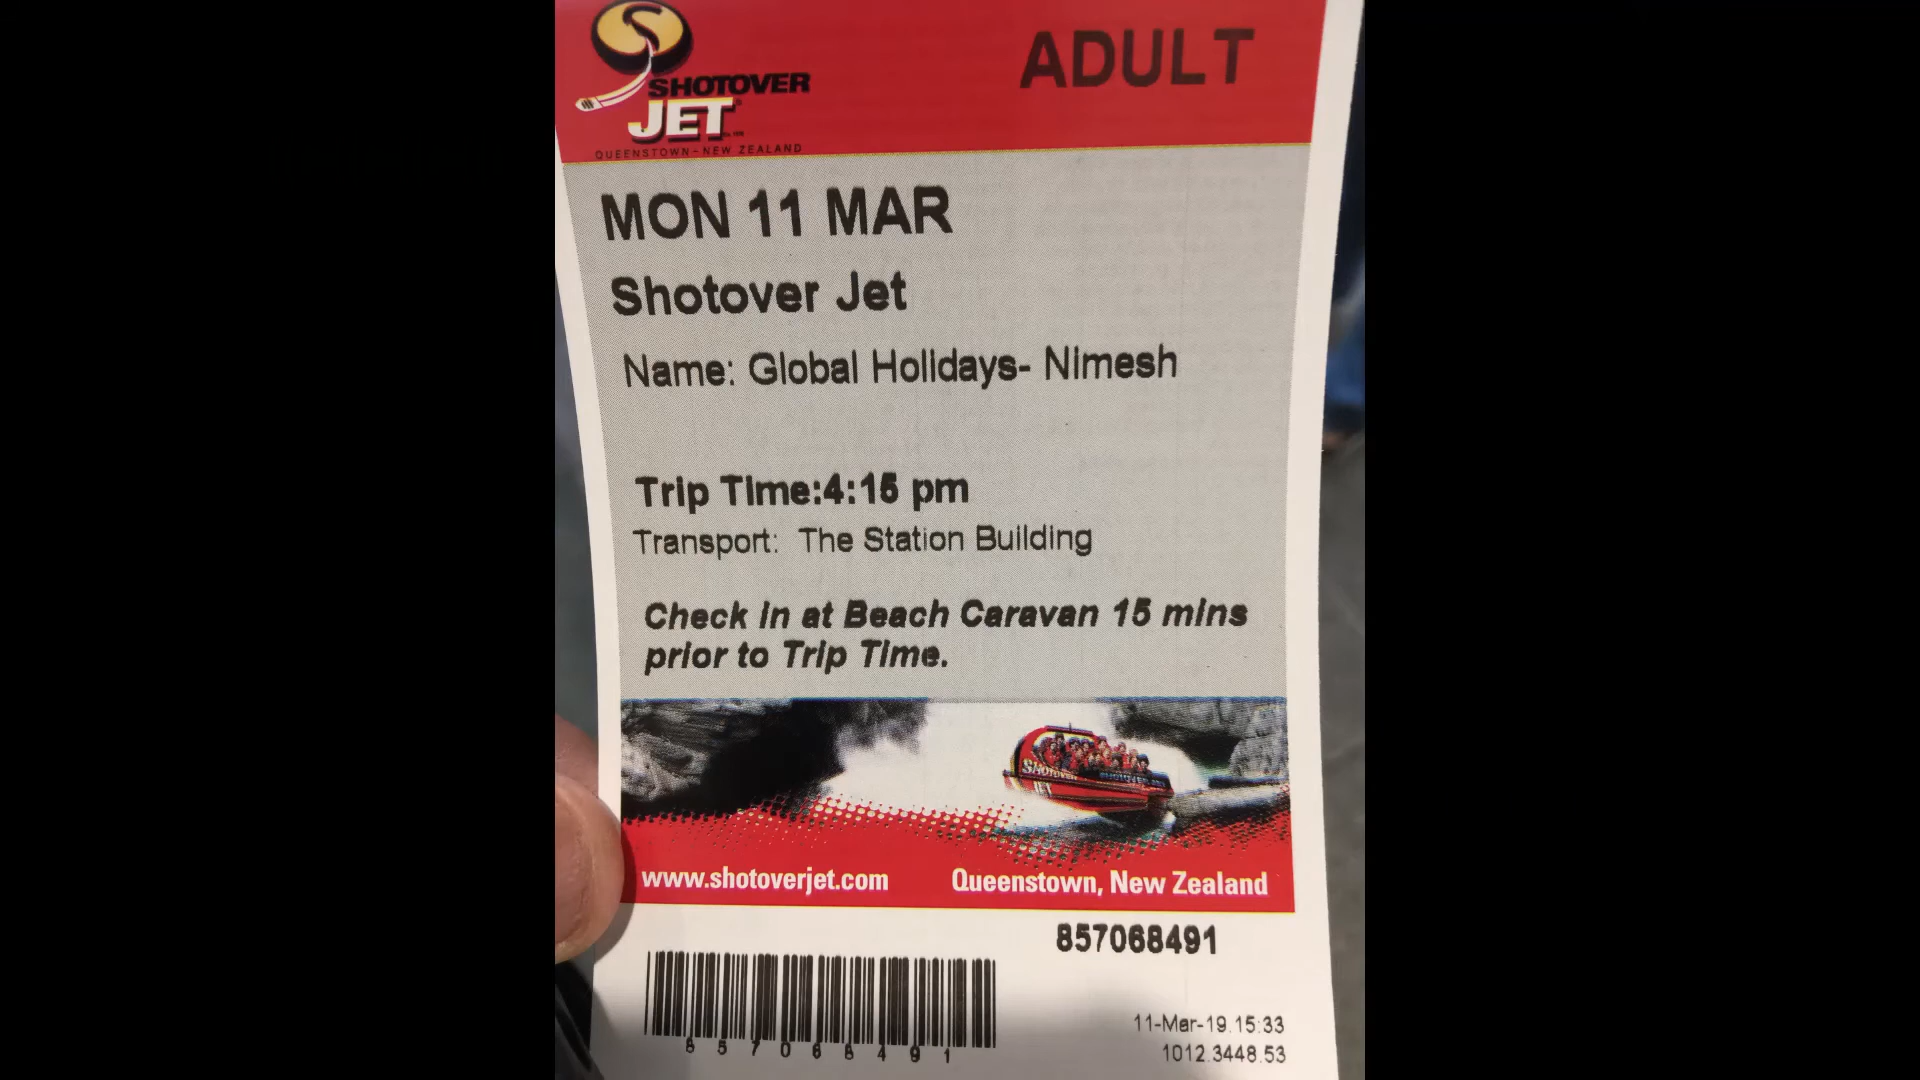 SHOTOVER
JET
QUEENSTOWN - NEW ZEALAND
ADULT
MON 11 MAR
Shotover Jet
Name: Global Holidays- Nimesh
Trip Time:4:15 pm
Transport: The Station Building
Check in at Beach Caravan 15 mins
prior to Trip Time.
SHOTOVER
JET
www.shotoverjet.com
Queenstown, New Zealand
857068491
8 5 7 0 6 8 4 9 1
11-Mar-19.15:33
1012.3448.53